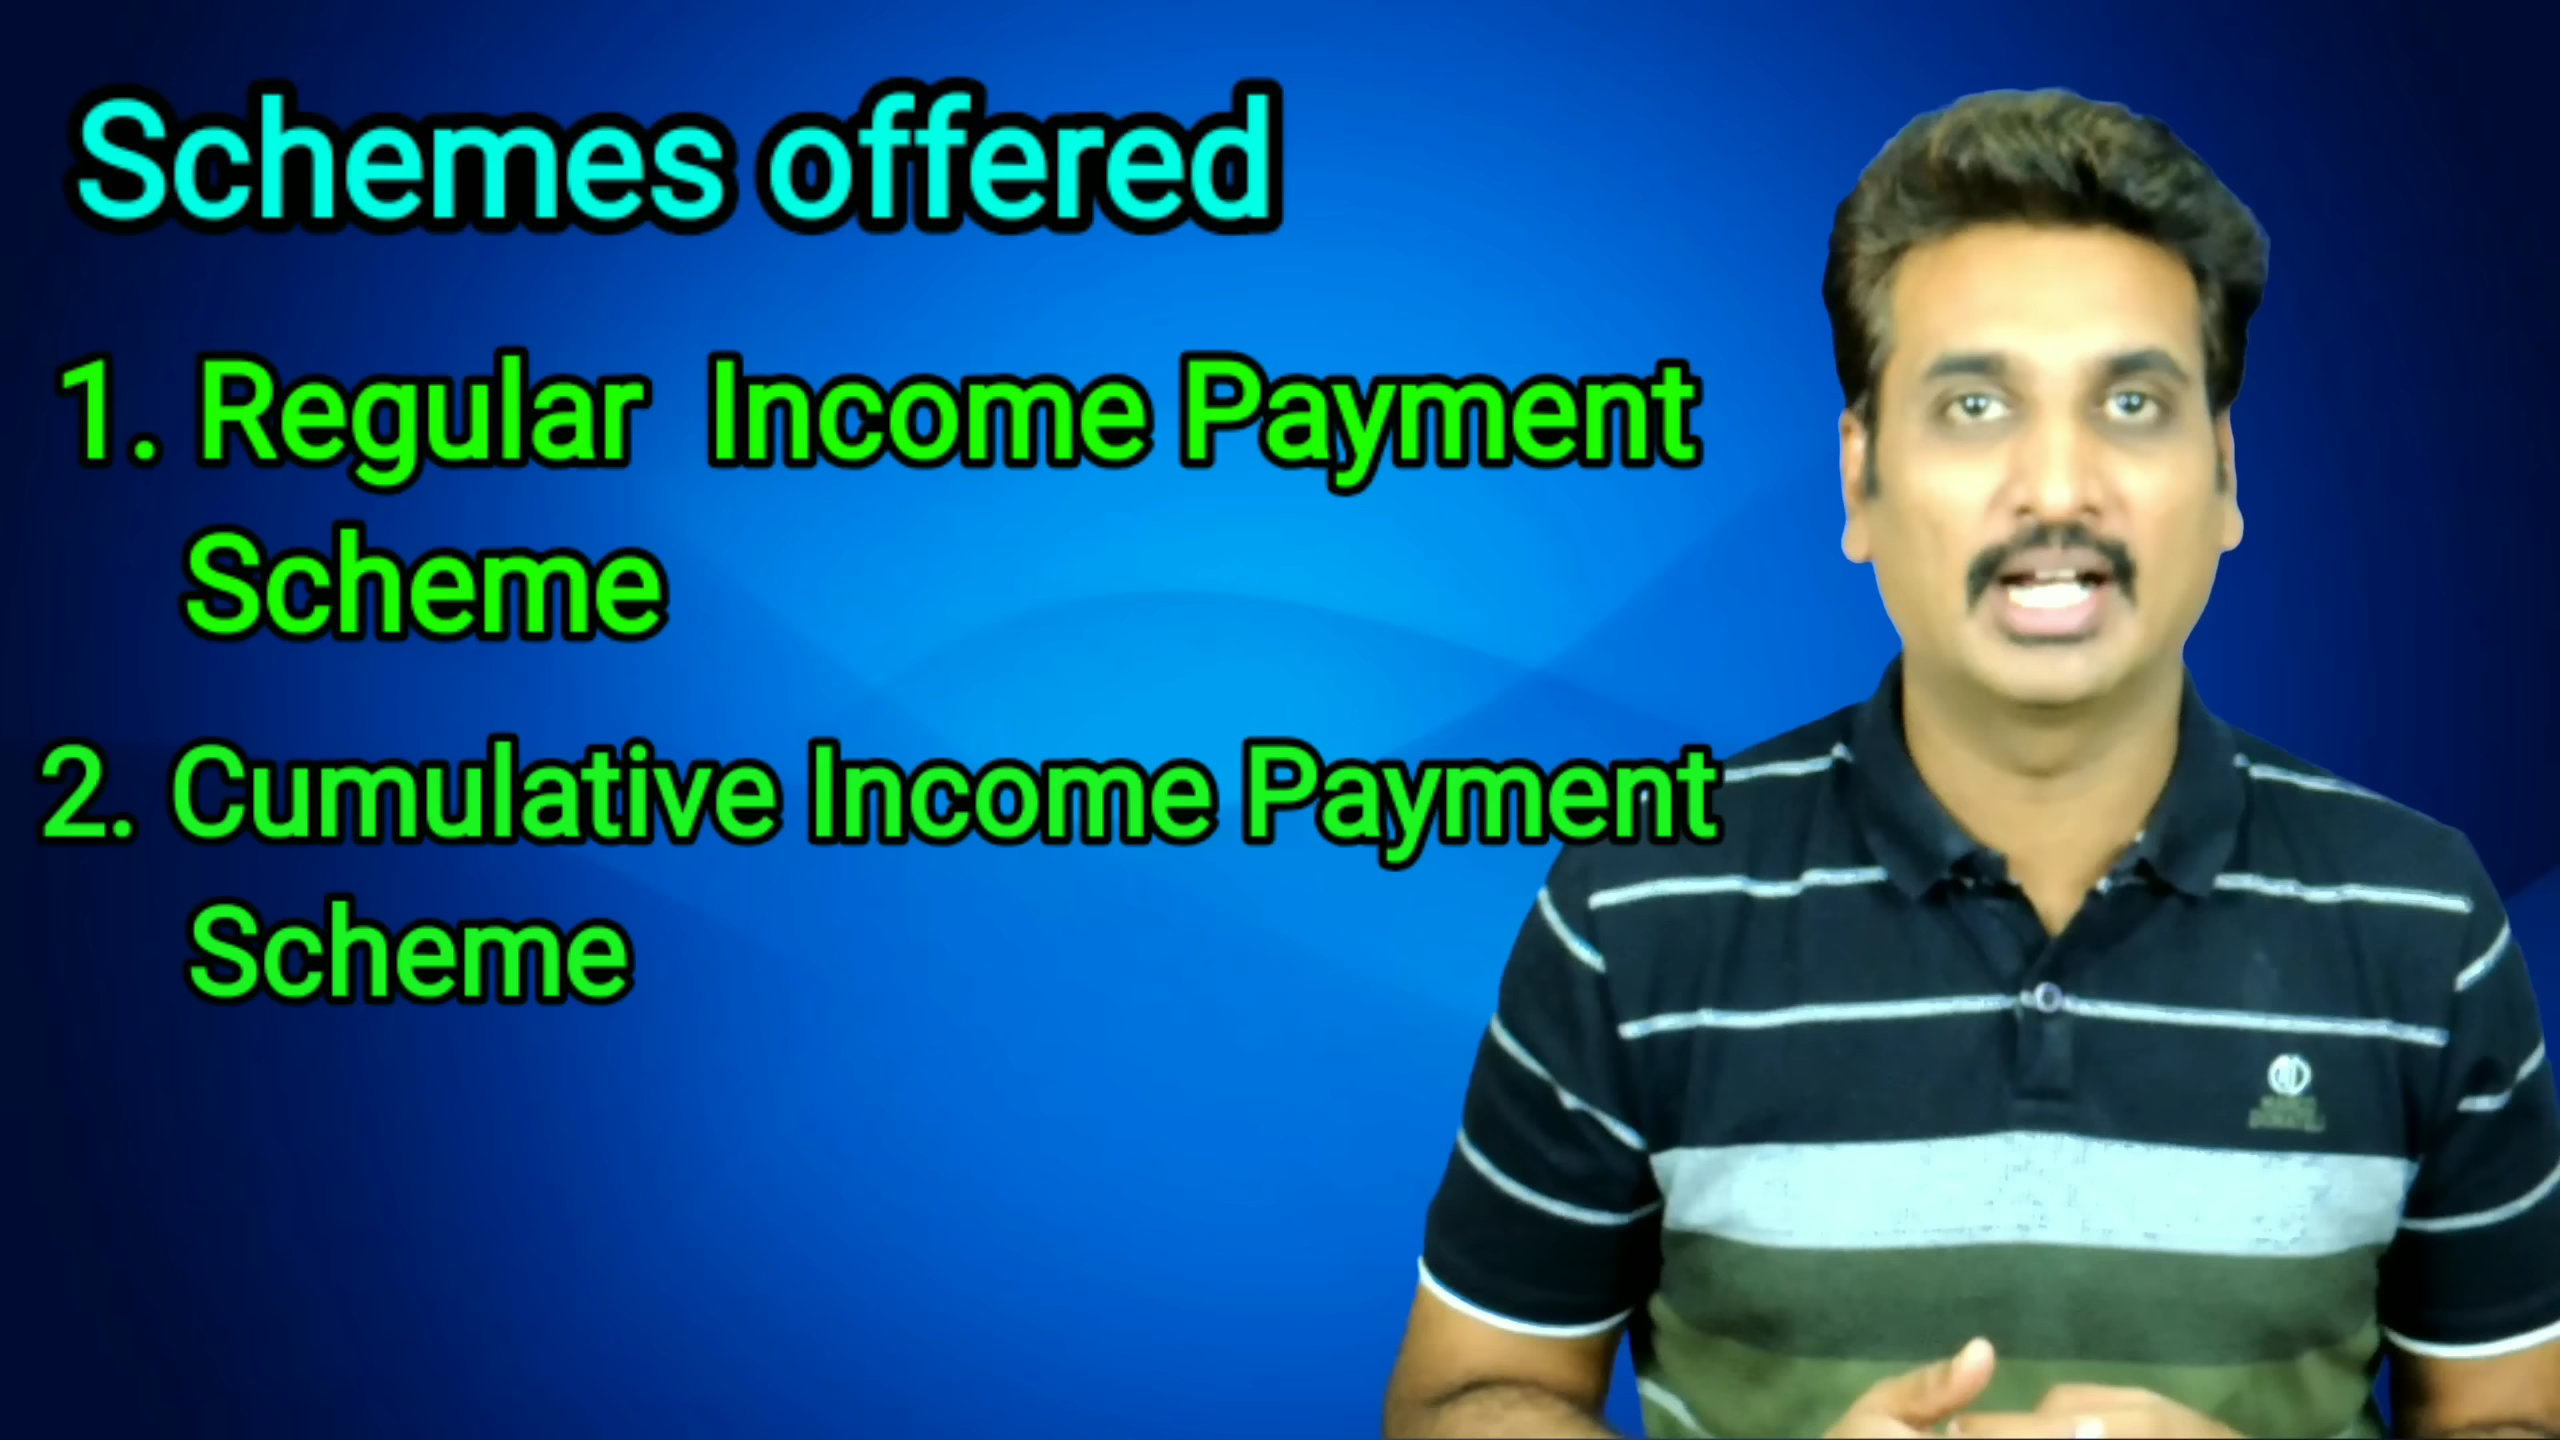 Schemes offered
1. Regular Income Payment
Scheme
2. Cumulative Income Payment
Scheme